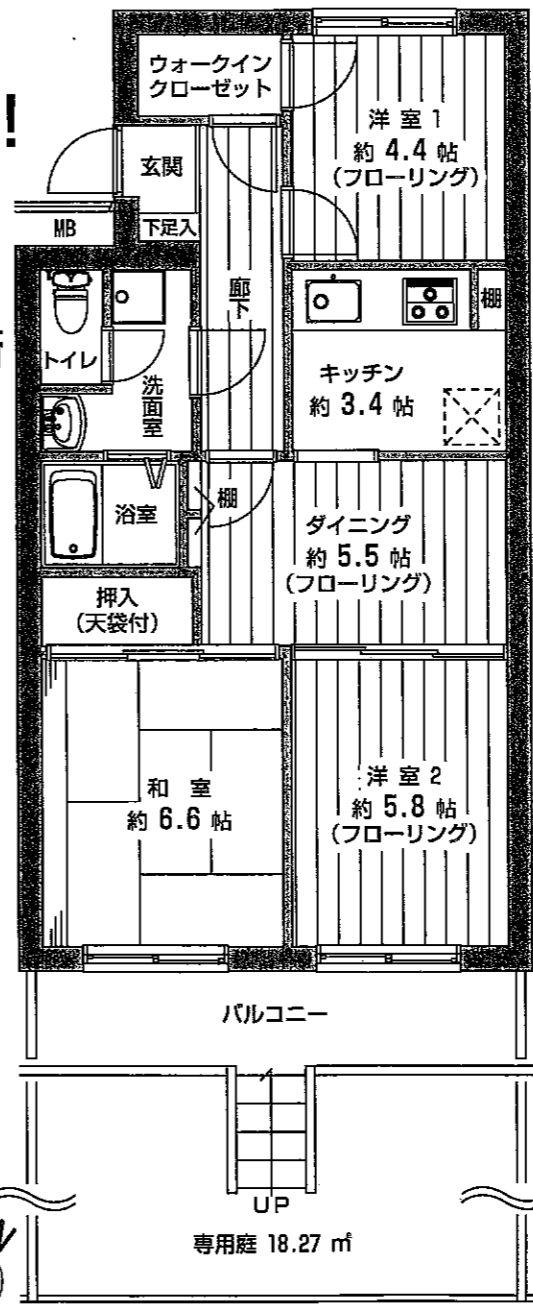 !
ウォークイン
クローゼット
洋室1
約 4.4 帖
(フローリング)
玄関
MB
下足入
廊下
トイレ
洗面室
キッチン
約 3.4 帖
棚
浴室
棚
ダイニング
約 5.5 帖
(フローリング)
押入
(天袋付)
和室
約 6.6 帖
洋室2
約 5.8 帖
(フローリング)
バルコニー
UP
専用庭 18.27 ㎡